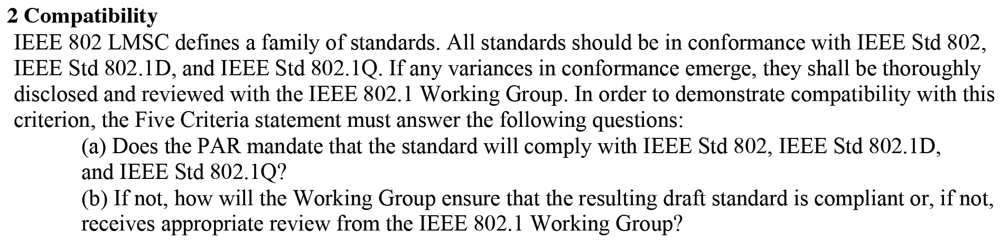 2 Compatibility
IEEE 802 LMSC defines a family of standards. All standards should be in conformance with IEEE Std 802,
IEEE Std 802.1D, and IEEE Std 802.1Q. If any variances in conformance emerge, they shall be thoroughly
disclosed and reviewed with the IEEE 802.1 Working Group. In order to demonstrate compatibility with this
criterion, the Five Criteria statement must answer the following questions:
(a) Does the PAR mandate that the standard will comply with IEEE Std 802, IEEE Std 802.1D,
and IEEE Std 802.1Q?
(b) If not, how will the Working Group ensure that the resulting draft standard is compliant or, if not,
receives appropriate review from the IEEE 802.1 Working Group?